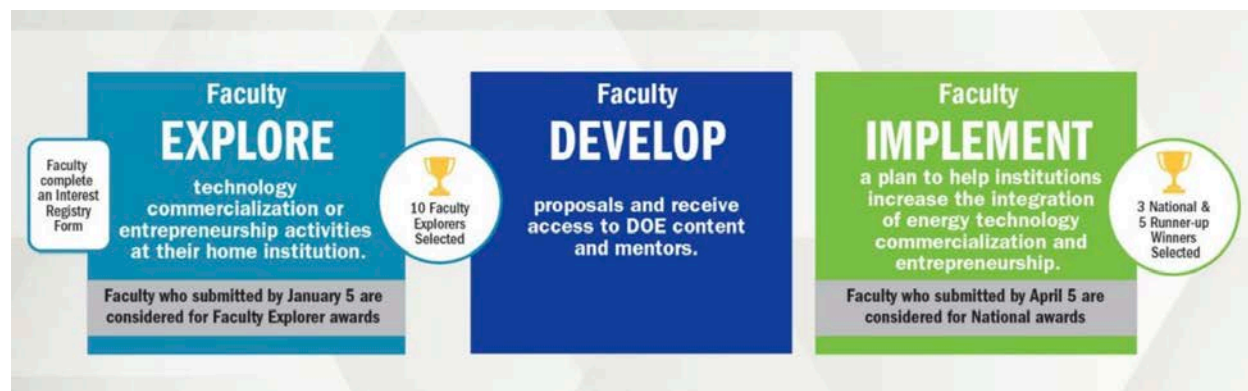 Faculty
complete
an Interest
Registry
Form
Faculty
EXPLORE
technology
commercialization or
entrepreneurship activities
at their home institution.
Faculty who submitted by January 5 are
considered for Faculty Explorer awards
10 Faculty
Explorers
Selected
Faculty
DEVELOP
proposals and receive
access to DOE content
and mentors.
Faculty
IMPLEMENT
a plan to help institutions
increase the integration
of energy technology
commercialization and
entrepreneurship.
Faculty who submitted by April 5 are
considered for National awards
3 National &
5 Runner-up
Winners
Selected